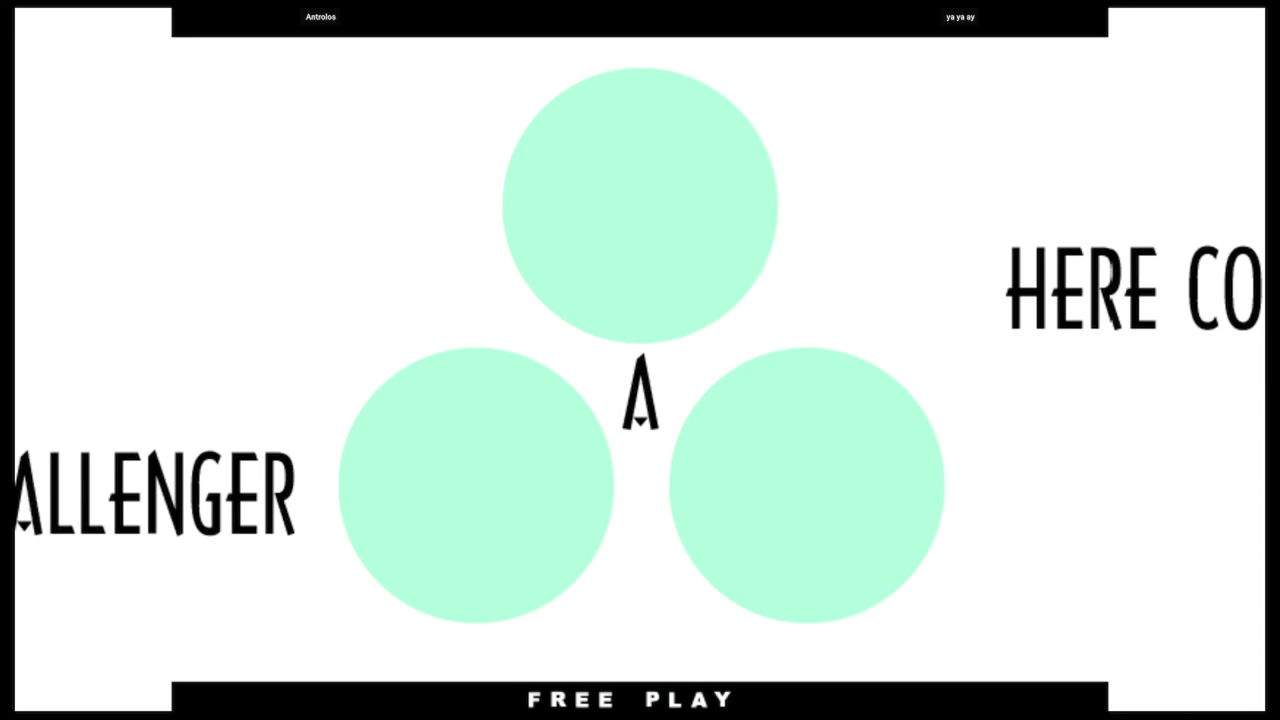 Antrolos
ya ya ay
HERE CO
A
ALLENGER
FREE PLAY